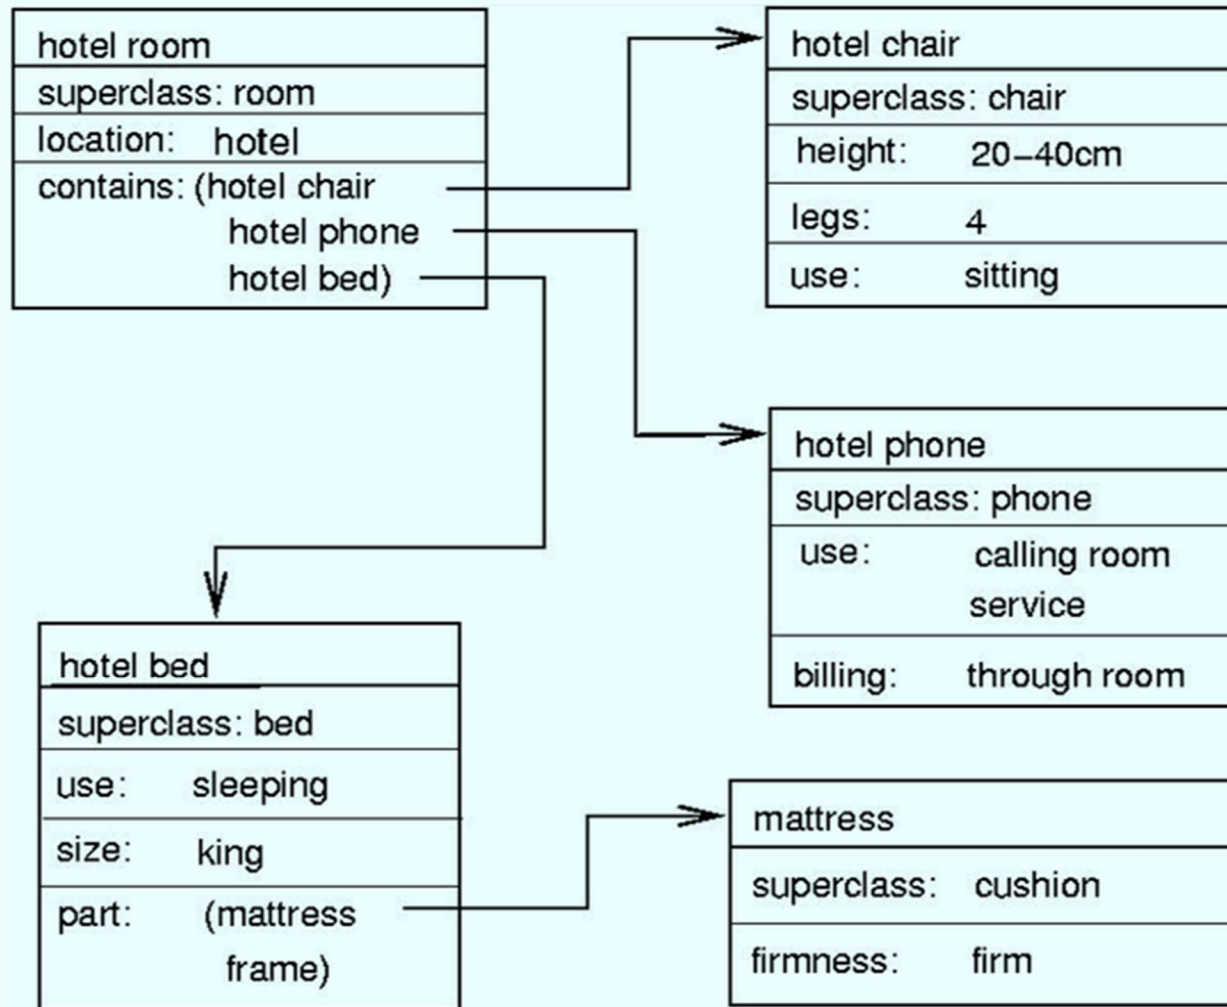 hotel room
superclass: room
location: hotel
contains: (hotel chair
hotel phone
hotel bed)
hotel chair
superclass: chair
height: 20–40cm
legs: 4
use: sitting
hotel phone
superclass: phone
use: calling room
service
billing: through room
hotel bed
superclass: bed
use: sleeping
size: king
part: (mattress
frame)
mattress
superclass: cushion
firmness: firm